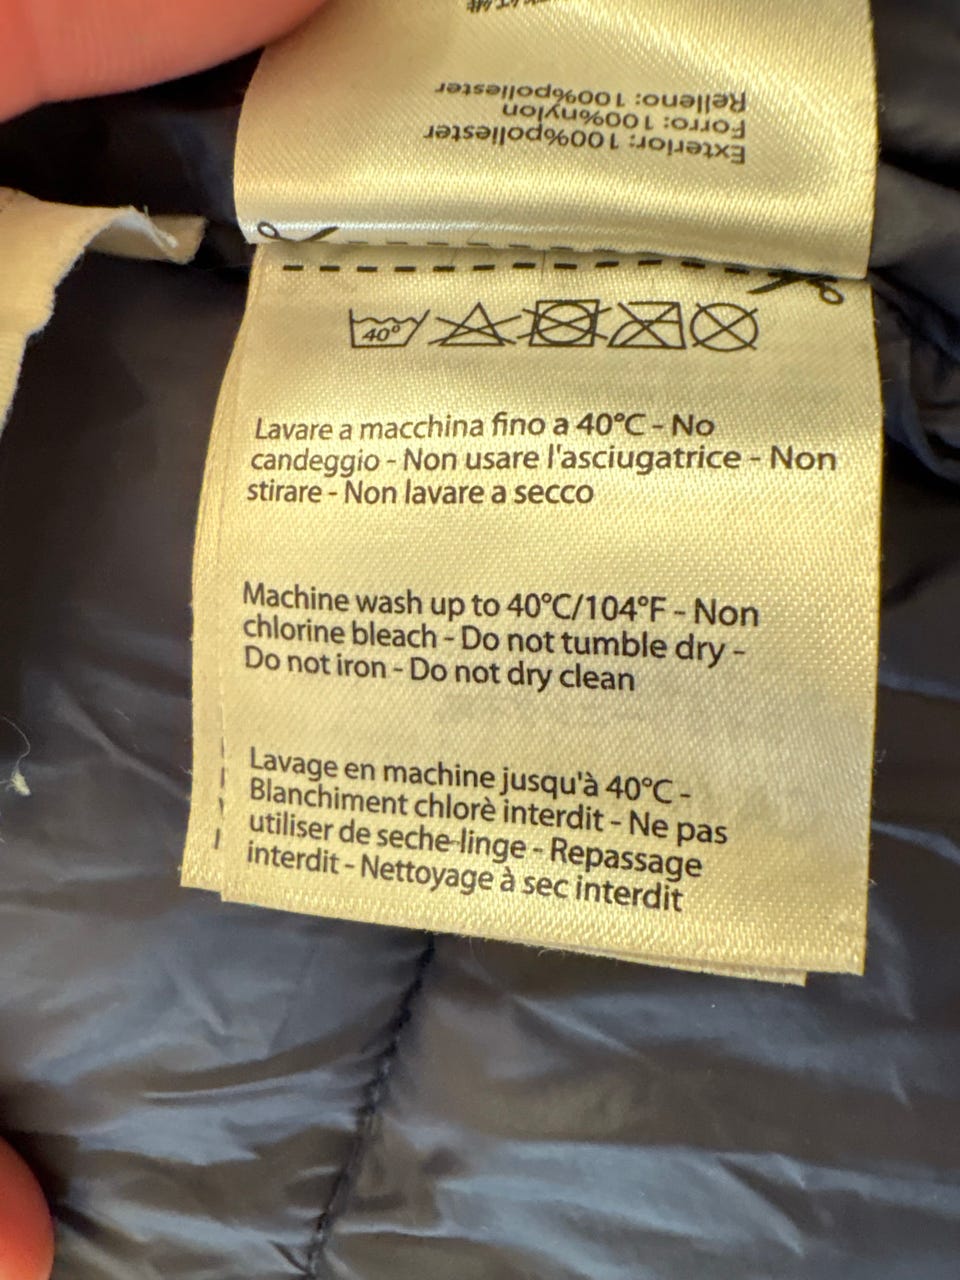 Exterior: 100%poliester
Forro: 100%nylon
Relleno: 100%poliester
40°
Lavare a macchina fino a 40°C - No
candeggio - Non usare l'asciugatrice - Non
stirare - Non lavare a secco
Machine wash up to 40°C/104°F - Non
chlorine bleach - Do not tumble dry -
Do not iron - Do not dry clean
Lavage en machine jusqu'à 40°C -
Blanchiment chlorè interdit - Ne pas
utiliser de seche-linge - Repassage
interdit - Nettoyage à sec interdit